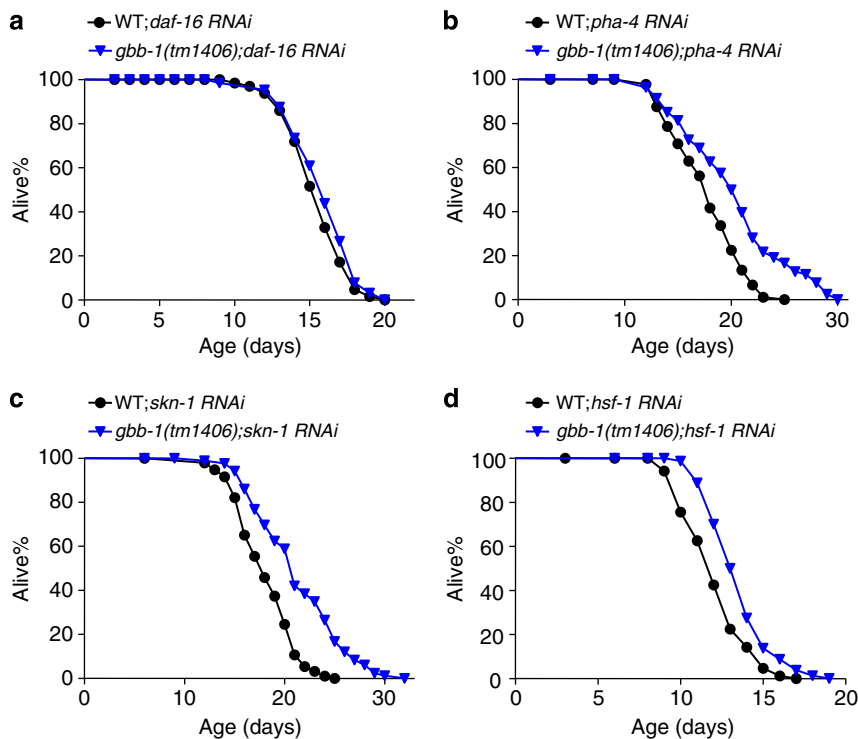 a
WT;daf-16 RNAi
gbb-1(tm1406);daf-16 RNAi
100
80
60
40
20
0
Alive%
0 5 10 15 20
Age (days)
b
WT;pha-4 RNAi
gbb-1(tm1406);pha-4 RNAi
100
80
60
40
20
0
Alive%
0 10 20 30
Age (days)
c
WT;skn-1 RNAi
gbb-1(tm1406);skn-1 RNAi
100
80
60
40
20
0
Alive%
0 10 20 30
Age (days)
d
WT;hsf-1 RNAi
gbb-1(tm1406);hsf-1 RNAi
100
80
60
40
20
0
Alive%
0 5 10 15 20
Age (days)